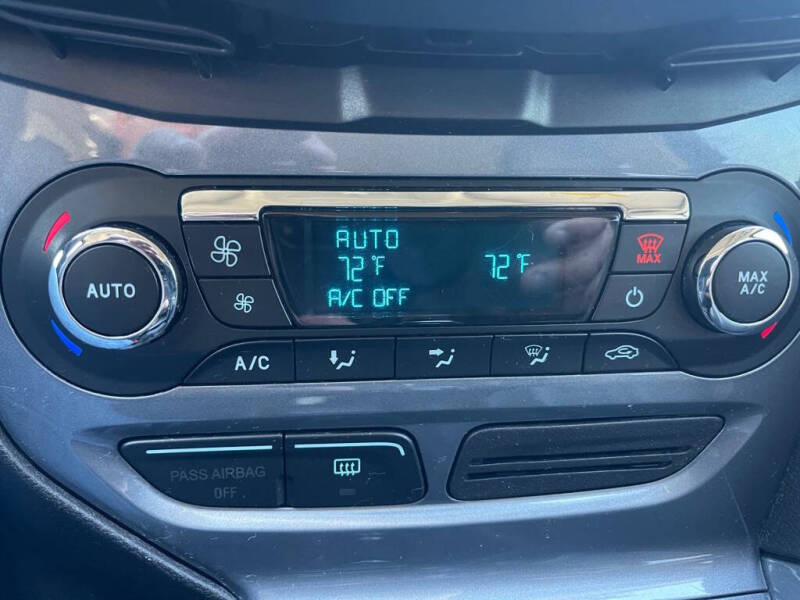 AUTO
72°F 72°F
A/C OFF
MAX
AUTO
MAX
A/C
A/C
PASS AIRBAG
OFF